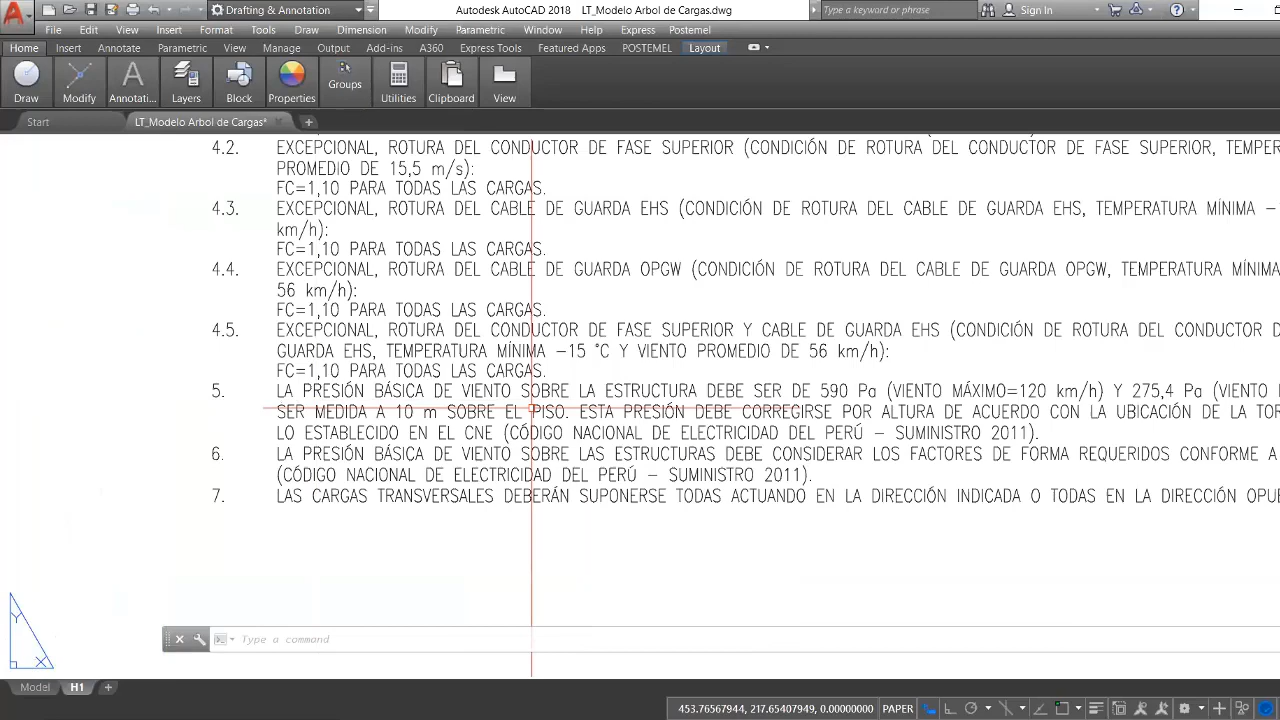 Drafting & Annotation
Autodesk AutoCAD 2018 LT_Modelo Arbol de Cargas.dwg
Type a keyword or phrase
Sign In
File Edit View Insert Format Tools Draw Dimension Modify Parametric Window Help Express Postemel
Home Insert Annotate Parametric View Manage Output Add-ins A360 Express Tools Featured Apps POSTEMEL Layout
Draw Modify Annotati... Layers Block Properties Groups Utilities Clipboard View
Start LT_Modelo Arbol de Cargas*
4.2. EXCEPCIONAL, ROTURA DEL CONDUCTOR DE FASE SUPERIOR (CONDICIÓN DE ROTURA DEL CONDUCTOR DE FASE SUPERIOR, TEMPER
PROMEDIO DE 15,5 m/s):
FC=1,10 PARA TODAS LAS CARGAS.
4.3. EXCEPCIONAL, ROTURA DEL CABLE DE GUARDA EHS (CONDICIÓN DE ROTURA DEL CABLE DE GUARDA EHS, TEMPERATURA MÍNIMA -
km/h):
FC=1,10 PARA TODAS LAS CARGAS.
4.4. EXCEPCIONAL, ROTURA DEL CABLE DE GUARDA OPGW (CONDICIÓN DE ROTURA DEL CABLE DE GUARDA OPGW, TEMPERATURA MÍNIMA
56 km/h):
FC=1,10 PARA TODAS LAS CARGAS.
4.5. EXCEPCIONAL, ROTURA DEL CONDUCTOR DE FASE SUPERIOR Y CABLE DE GUARDA EHS (CONDICIÓN DE ROTURA DEL CONDUCTOR D
GUARDA EHS, TEMPERATURA MÍNIMA -15 °C Y VIENTO PROMEDIO DE 56 km/h):
FC=1,10 PARA TODAS LAS CARGAS.
5. LA PRESIÓN BÁSICA DE VIENTO SOBRE LA ESTRUCTURA DEBE SER DE 590 Pa (VIENTO MÁXIMO=120 km/h) Y 275,4 Pa (VIENTO
SER MEDIDA A 10 m SOBRE EL PISO. ESTA PRESIÓN DEBE CORREGIRSE POR ALTURA DE ACUERDO CON LA UBICACIÓN DE LA TOR
LO ESTABLECIDO EN EL CNE (CÓDIGO NACIONAL DE ELECTRICIDAD DEL PERÚ - SUMINISTRO 2011).
6. LA PRESIÓN BÁSICA DE VIENTO SOBRE LAS ESTRUCTURAS DEBE CONSIDERAR LOS FACTORES DE FORMA REQUERIDOS CONFORME A
(CÓDIGO NACIONAL DE ELECTRICIDAD DEL PERÚ - SUMINISTRO 2011).
7. LAS CARGAS TRANSVERSALES DEBERÁN SUPONERSE TODAS ACTUANDO EN LA DIRECCIÓN INDICADA O TODAS EN LA DIRECCIÓN OPUE
Y
X
Type a command
Model H1
453.76567944, 217.65407949, 0.00000000 PAPER